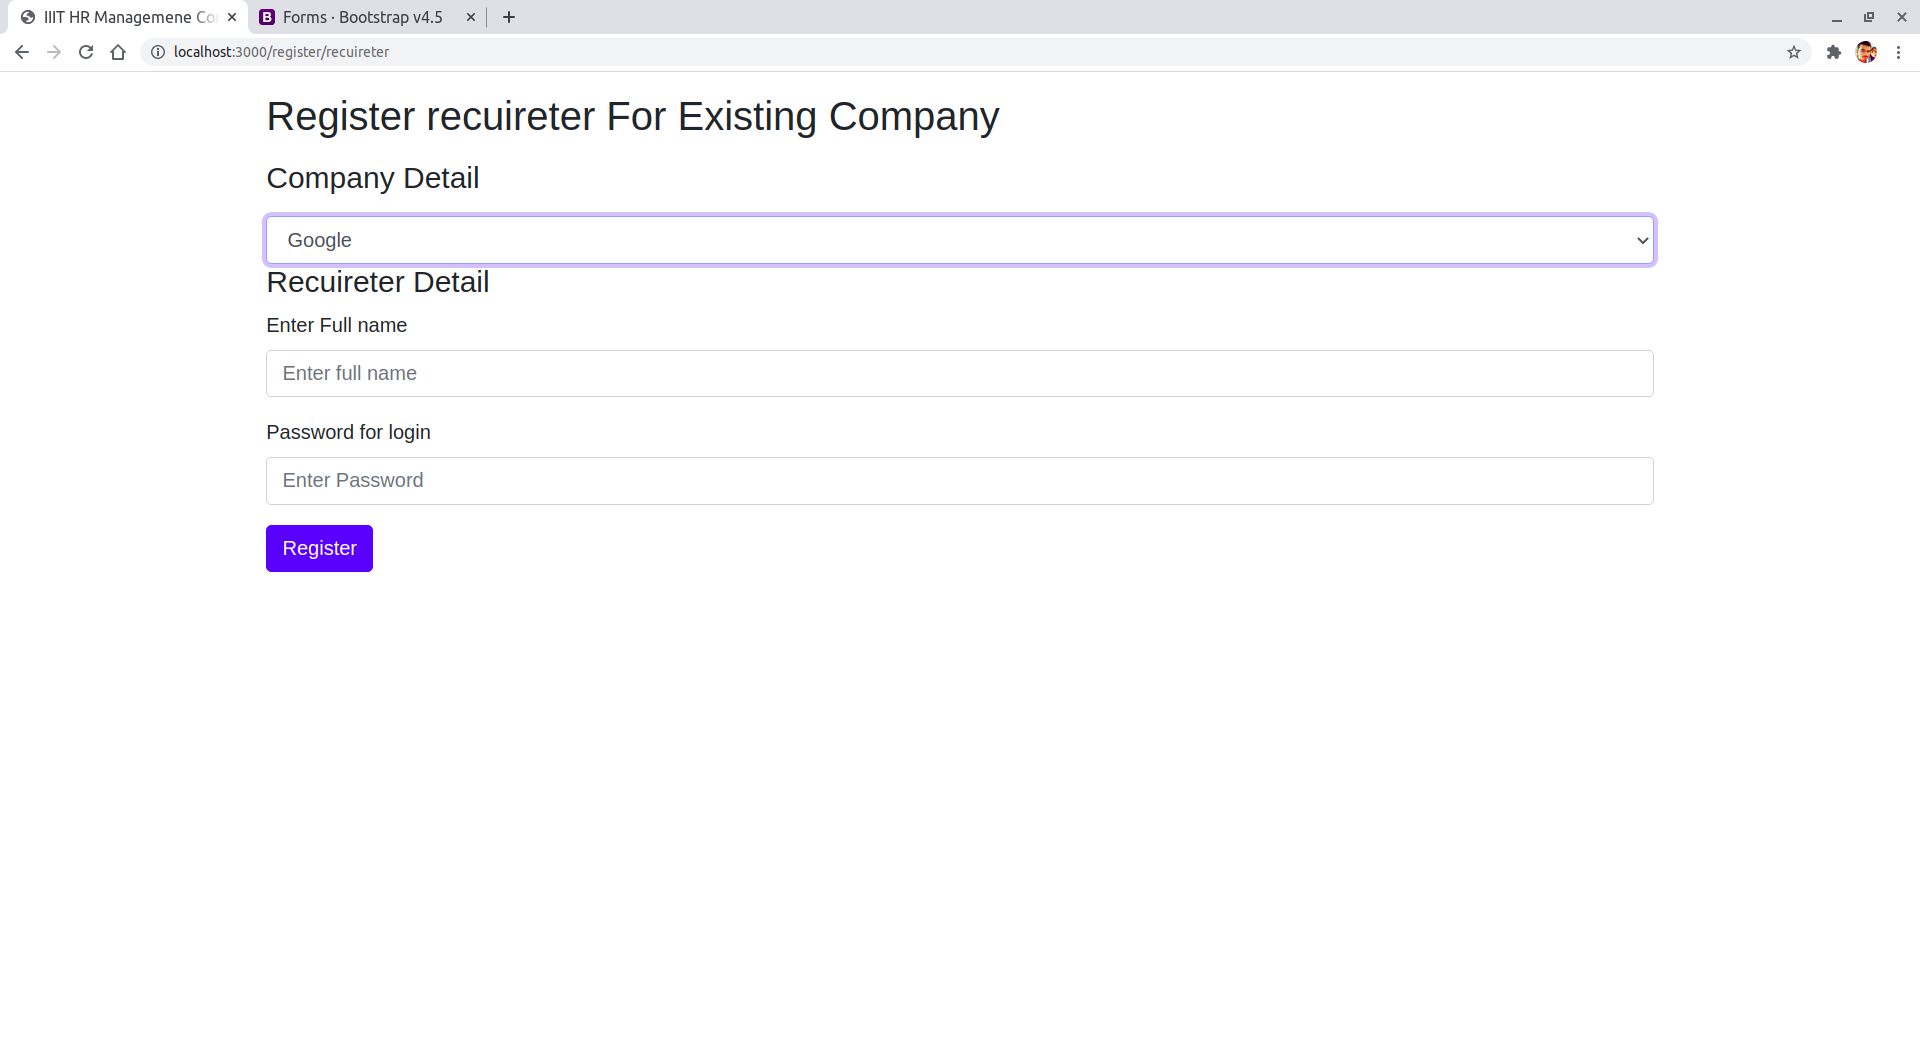 IIIT HR Managemene Co
Forms · Bootstrap v4.5
localhost:3000/register/recuireter
Register recuireter For Existing Company
Company Detail
Google
Recuireter Detail
Enter Full name
Enter full name
Password for login
Enter Password
Register